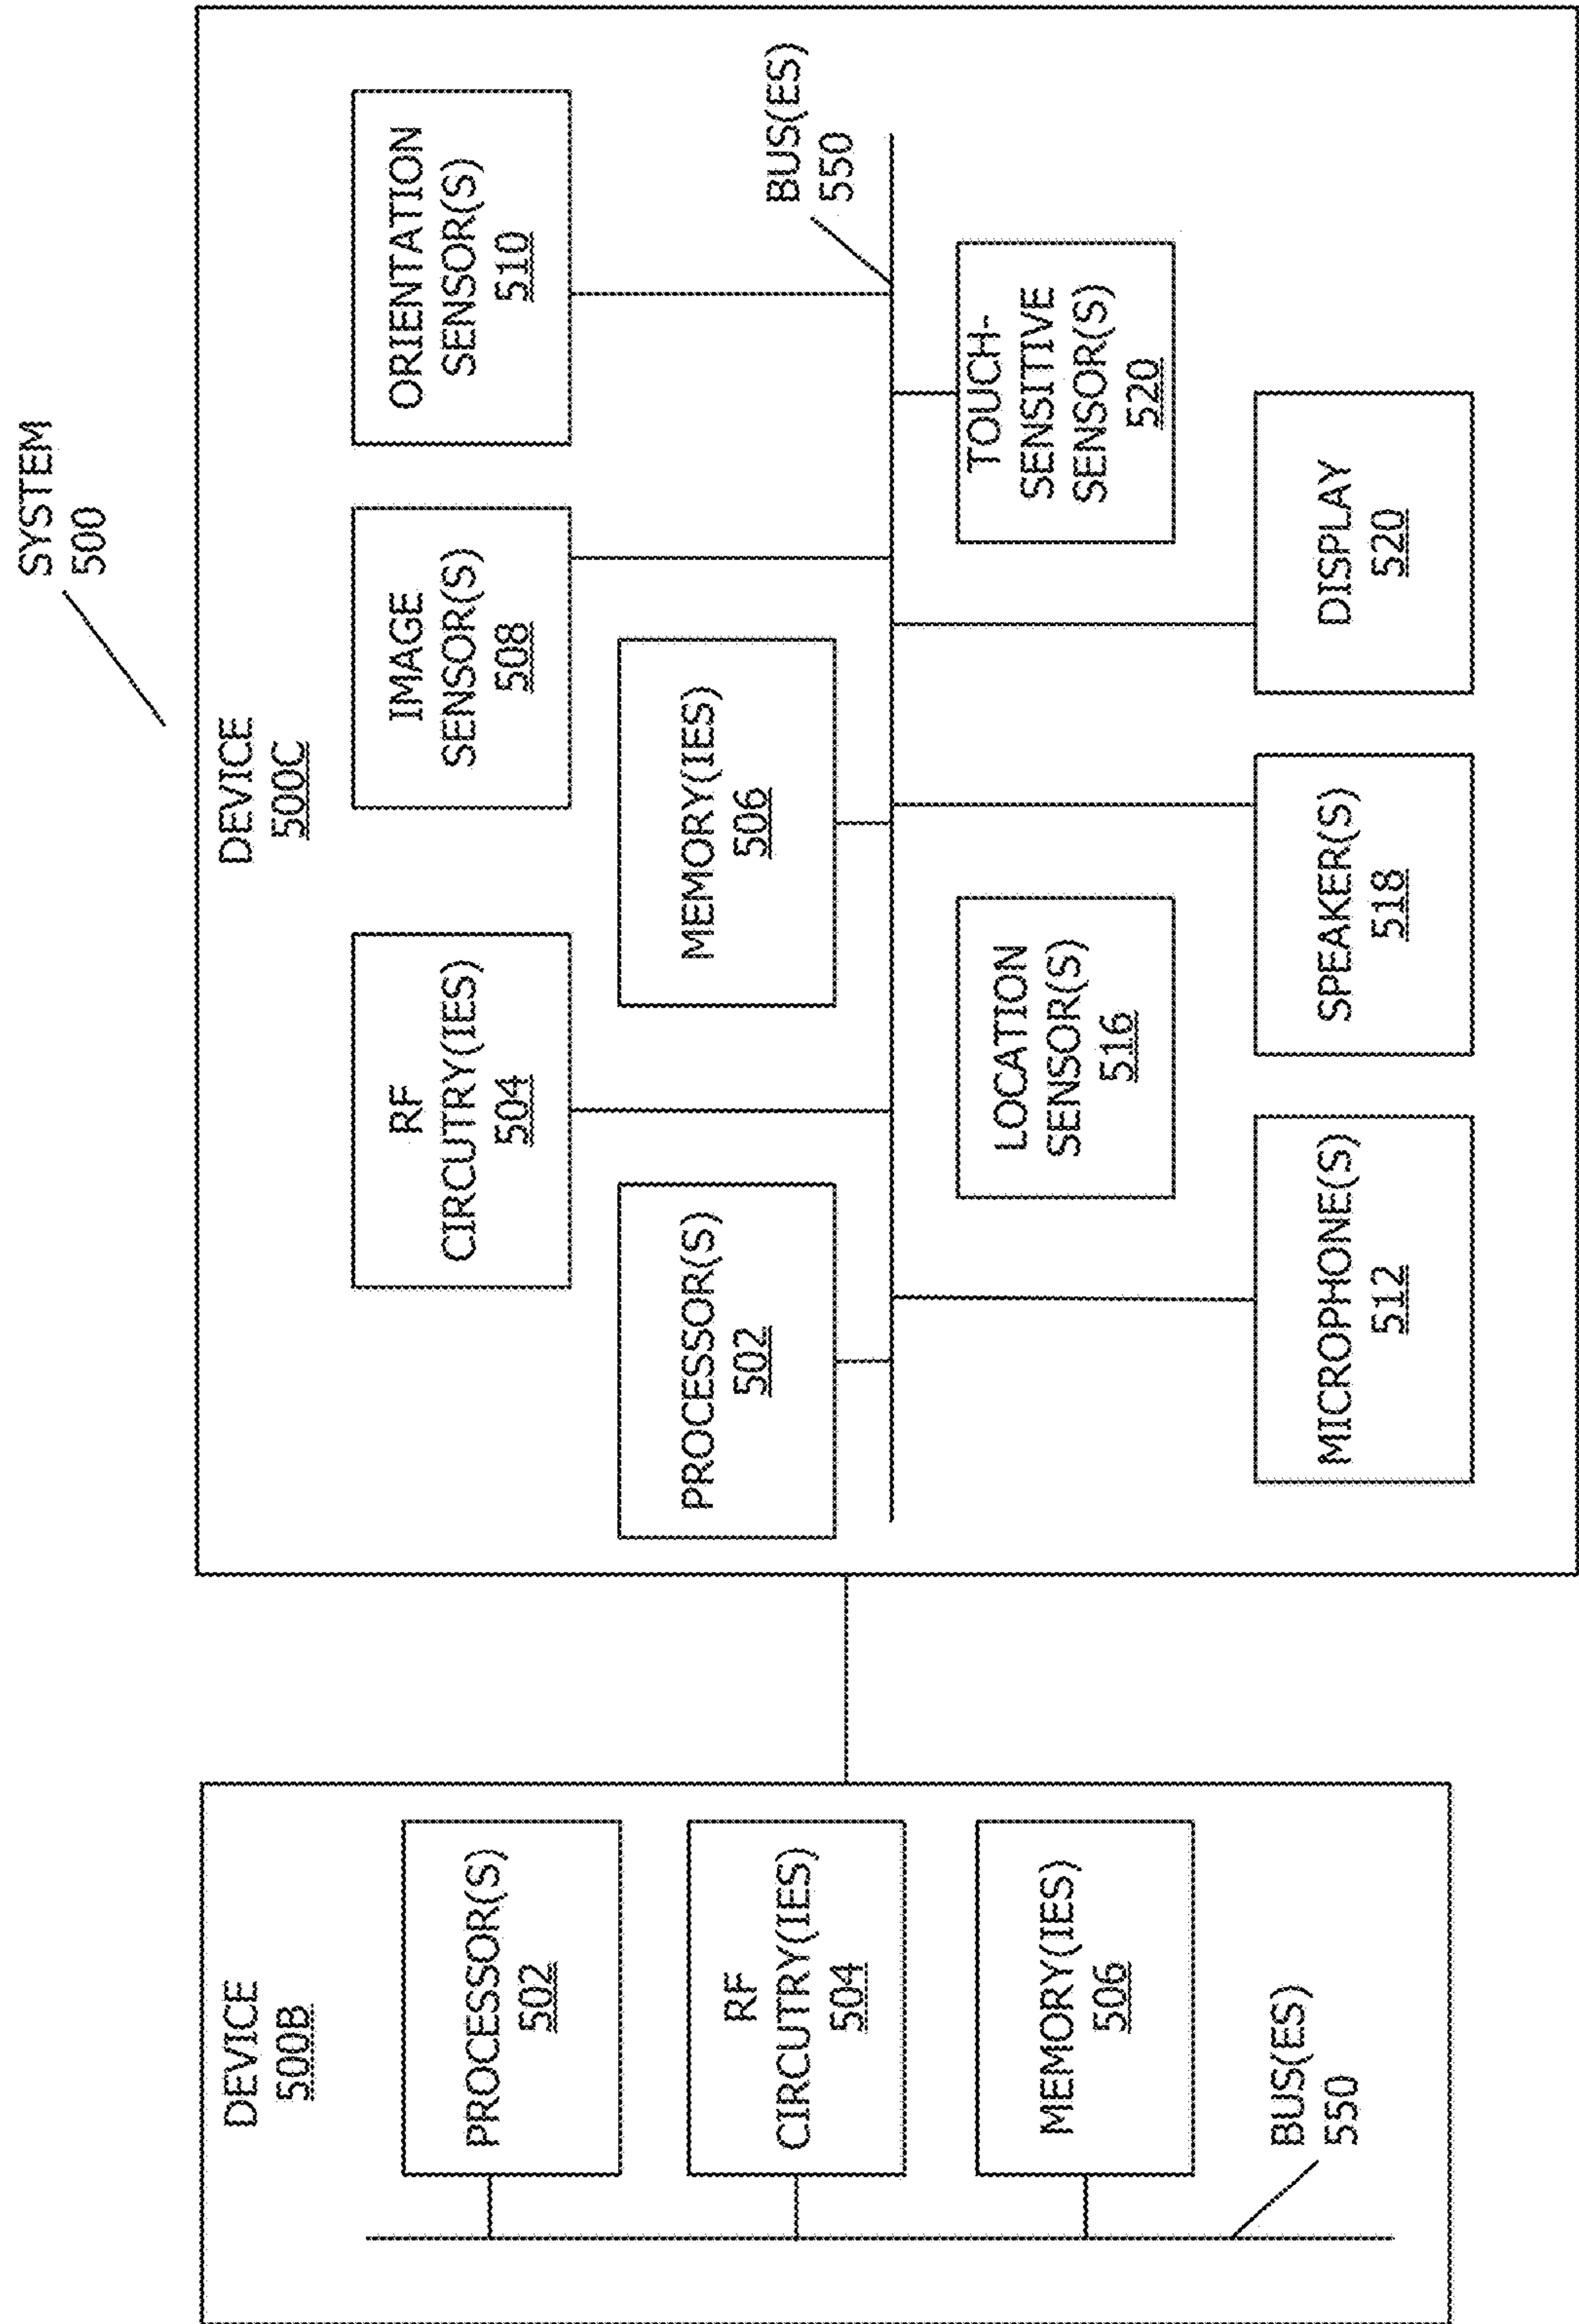 SYSTEM
500
DEVICE
500B
PROCESSOR(S)
502
RF
CIRCUTRY(IES)
504
MEMORY(IES)
506
BUS(ES)
550
DEVICE
500C
RF
CIRCUTRY(IES)
504
IMAGE
SENSOR(S)
508
ORIENTATION
SENSOR(S)
510
PROCESSOR(S)
502
MEMORY(IES)
506
BUS(ES)
550
LOCATION
SENSOR(S)
516
TOUCH-
SENSITIVE
SENSOR(S)
520
MICROPHONE(S)
512
SPEAKER(S)
518
DISPLAY
520